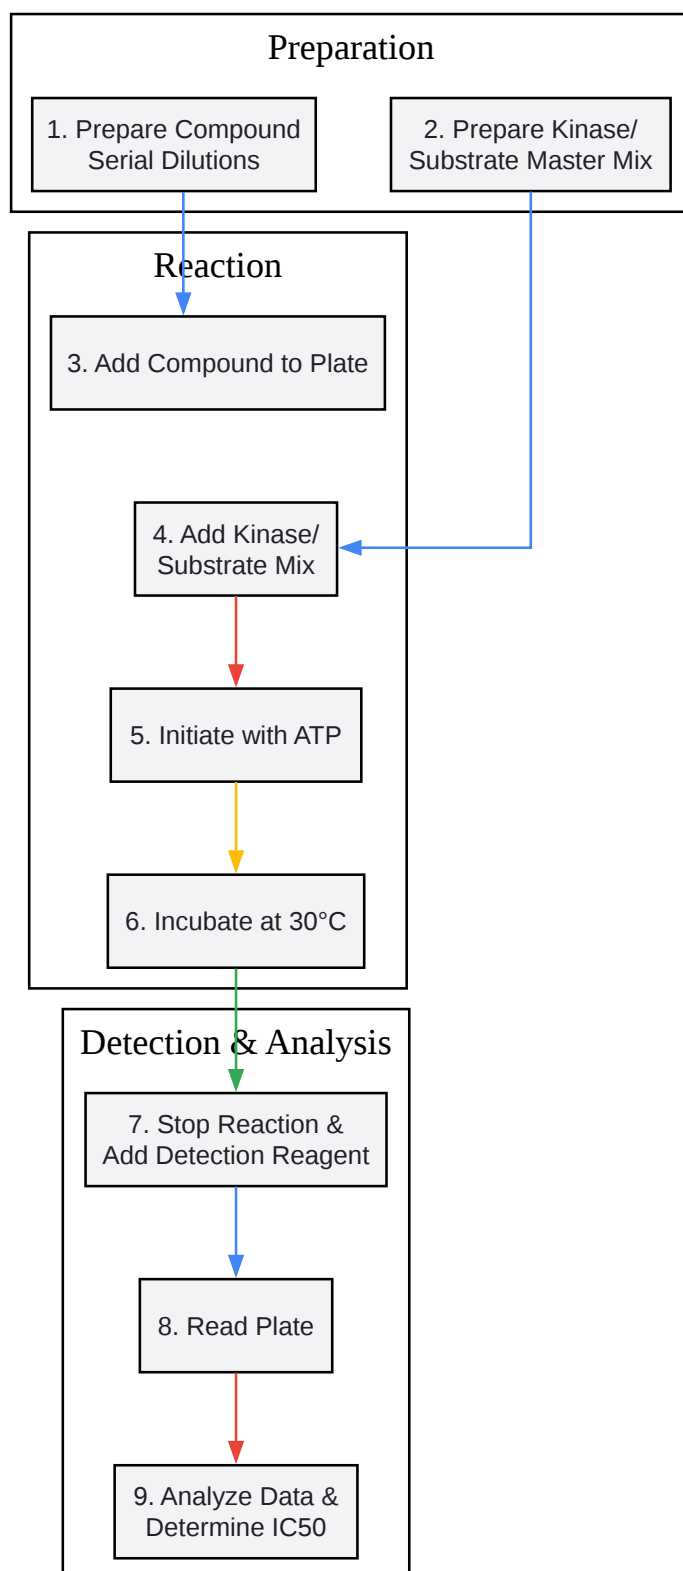 Preparation
1. Prepare Compound
Serial Dilutions
2. Prepare Kinase/
Substrate Master Mix
Reaction
3. Add Compound to Plate
4. Add Kinase/
Substrate Mix
5. Initiate with ATP
6. Incubate at 30°C
Detection & Analysis
7. Stop Reaction &
Add Detection Reagent
8. Read Plate
9. Analyze Data &
Determine IC50